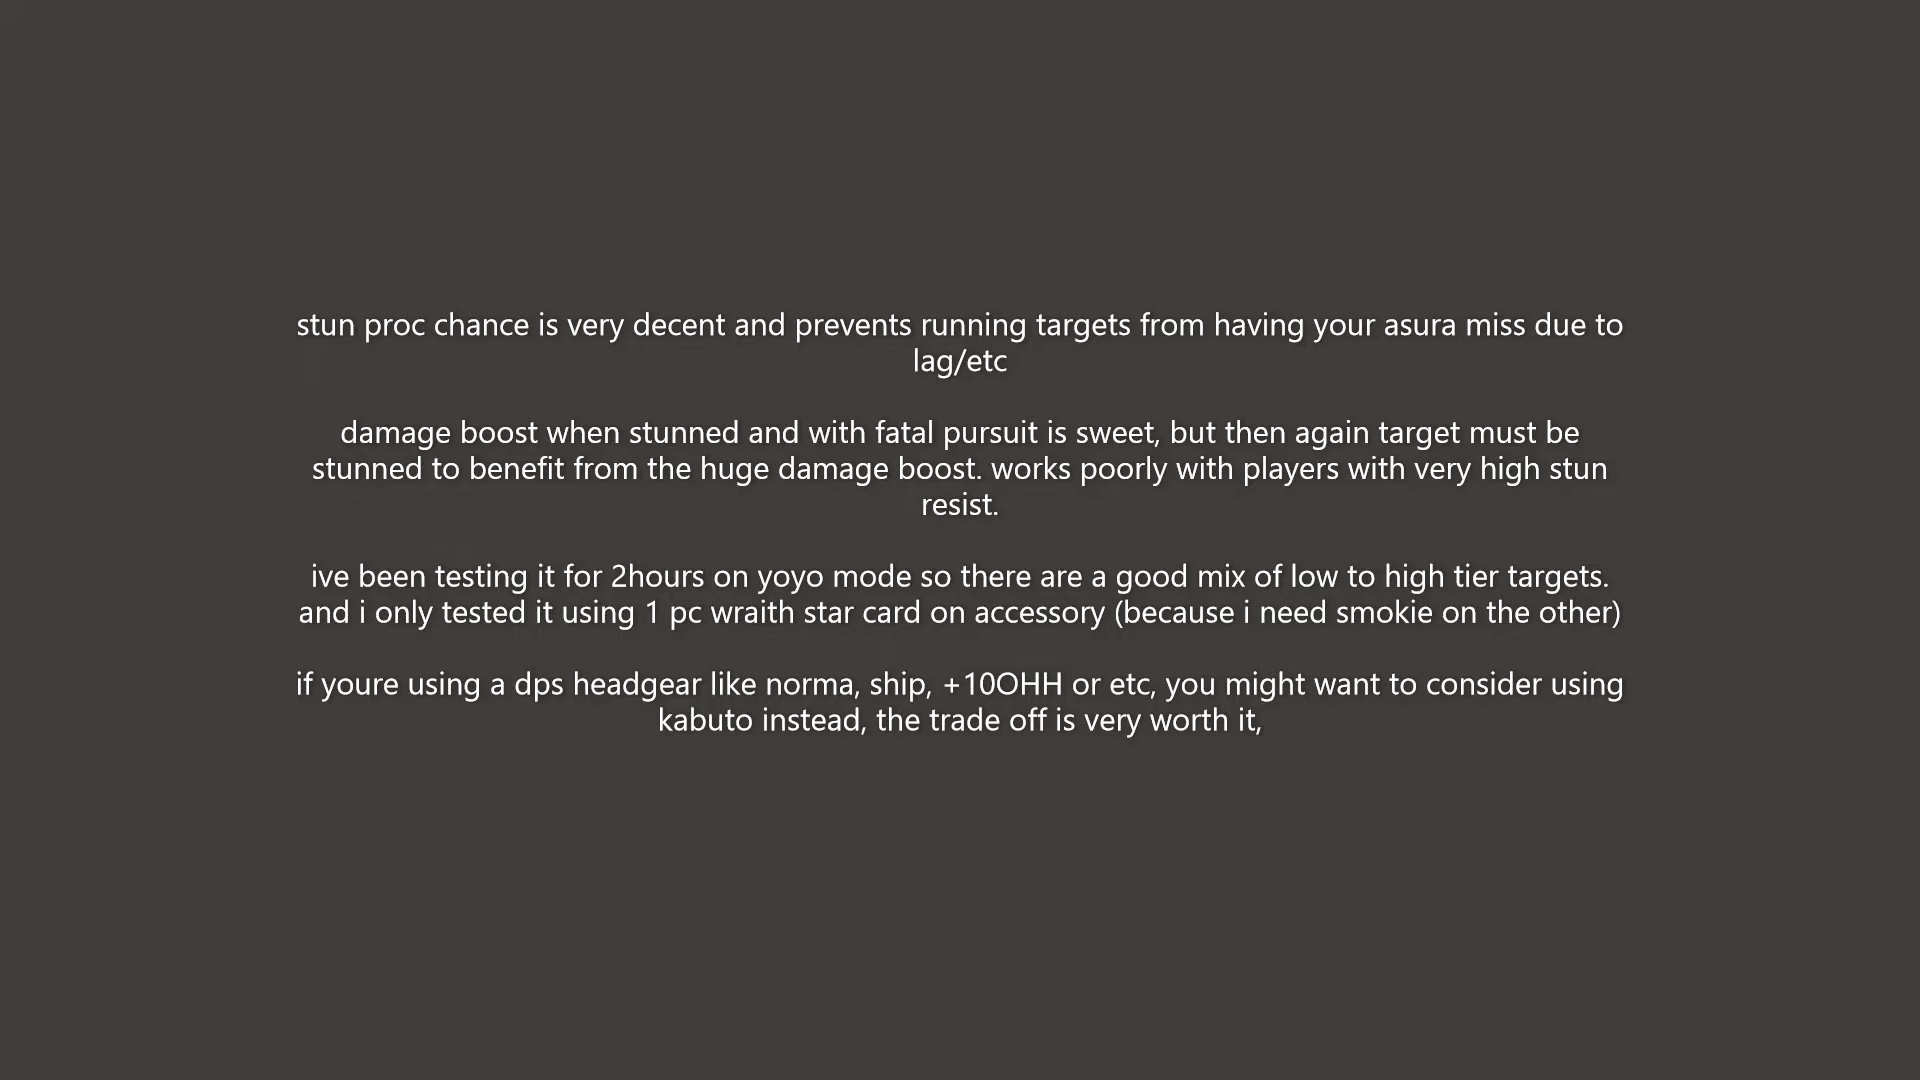 stun proc chance is very decent and prevents running targets from having your asura miss due to
lag/etc
damage boost when stunned and with fatal pursuit is sweet, but then again target must be
stunned to benefit from the huge damage boost. works poorly with players with very high stun
resist.
ive been testing it for 2hours on yoyo mode so there are a good mix of low to high tier targets.
and i only tested it using 1 pc wraith star card on accessory (because i need smokie on the other)
if youre using a dps headgear like norma, ship, +10OHH or etc, you might want to consider using
kabuto instead, the trade off is very worth it,